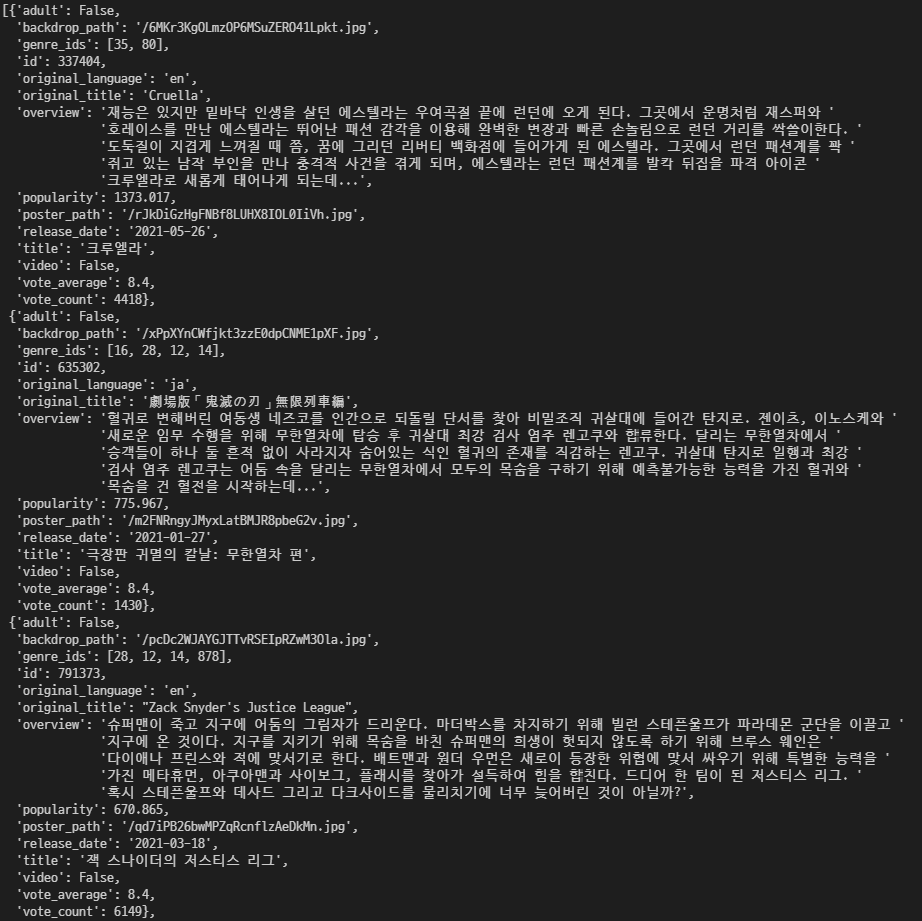 [{'adult': False,
'backdrop_path': '/6MKr3KgOLmzOP6MSuZERO41Lpkt.jpg',
'genre_ids': [35, 80],
'id': 337404,
'original_language': 'en',
'original_title': 'Cruella',
'overview': '재능은 있지만 밑바닥 인생을 살던 에스텔라는 우여곡절 끝에 런던에 오게 된다. 그곳에서 운명처럼 재스퍼와 '
'호레이스를 만난 에스텔라는 뛰어난 패션 감각을 이용해 완벽한 변장과 빠른 손놀림으로 런던 거리를 싹쓸이한다. '
'도둑질이 지겹게 느껴질 때 쯤, 꿈에 그리던 리버티 백화점에 들어가게 된 에스텔라. 그곳에서 런던 패션계를 꽉 '
'쥐고 있는 남작 부인을 만나 충격적 사건을 겪게 되며, 에스텔라는 런던 패션계를 발칵 뒤집을 파격 아이콘 '
'크루엘라로 새롭게 태어나게 되는데...',
'popularity': 1373.017,
'poster_path': '/rJkDiGzHgFNBf8LUHX8IOL0IiVh.jpg',
'release_date': '2021-05-26',
'title': '크루엘라',
'video': False,
'vote_average': 8.4,
'vote_count': 4418},
{'adult': False,
'backdrop_path': '/xPpXYnCWfjkt3zzE0dpCNME1pXF.jpg',
'genre_ids': [16, 28, 12, 14],
'id': 635302,
'original_language': 'ja',
'original_title': '劇場版「鬼滅の刃」無限列車編',
'overview': '혈귀로 변해버린 여동생 네즈코를 인간으로 되돌릴 단서를 찾아 비밀조직 귀살대에 들어간 탄지로. 젠이츠, 이노스케와 '
'새로운 임무 수행을 위해 무한열차에 탑승 후 귀살대 최강 검사 염주 렌고쿠와 합류한다. 달리는 무한열차에서 '
'승객들이 하나 둘 흔적 없이 사라지자 숨어있는 식인 혈귀의 존재를 직감하는 렌고쿠. 귀살대 탄지로 일행과 최강 '
'검사 염주 렌고쿠는 어둠 속을 달리는 무한열차에서 모두의 목숨을 구하기 위해 예측불가능한 능력을 가진 혈귀와 '
'목숨을 건 혈전을 시작하는데...',
'popularity': 775.967,
'poster_path': '/m2FNRngyJMyxLatBMJR8pbeG2v.jpg',
'release_date': '2021-01-27',
'title': '극장판 귀멸의 칼날: 무한열차 편',
'video': False,
'vote_average': 8.4,
'vote_count': 1430},
{'adult': False,
'backdrop_path': '/pcDc2WJAYGJTTvRSEIpRZwM3Ola.jpg',
'genre_ids': [28, 12, 14, 878],
'id': 791373,
'original_language': 'en',
'original_title': "Zack Snyder's Justice League",
'overview': '슈퍼맨이 죽고 지구에 어둠의 그림자가 드리운다. 마더박스를 차지하기 위해 빌런 스테픈울프가 파라데몬 군단을 이끌고 '
'지구에 온 것이다. 지구를 지키기 위해 목숨을 바친 슈퍼맨의 희생이 헛되지 않도록 하기 위해 브루스 웨인은 '
'다이애나 프린스와 적에 맞서기로 한다. 배트맨과 원더 우먼은 새로이 등장한 위협에 맞서 싸우기 위해 특별한 능력을 '
'가진 메타휴먼, 아쿠아맨과 사이보그, 플래시를 찾아가 설득하여 힘을 합친다. 드디어 한 팀이 된 저스티스 리그. '
'혹시 스테픈울프와 데사드 그리고 다크사이드를 물리치기에 너무 늦어버린 것이 아닐까?',
'popularity': 670.865,
'poster_path': '/qd7iPB26bwMPZqRcnflzAeDkMn.jpg',
'release_date': '2021-03-18',
'title': '잭 스나이더의 저스티스 리그',
'video': False,
'vote_average': 8.4,
'vote_count': 6149},